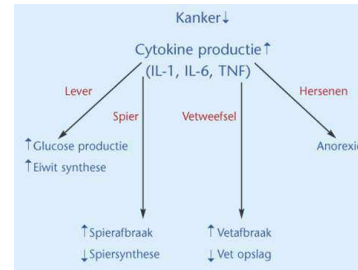 Kanker↓
Cytokine productie↑
(IL-1, IL-6, TNF)
Lever
Hersenen
Spier
Vetweefsel
↑Glucose productie
↑Eiwit synthese
Anorexie
↑Spierafbraak
↓Spiersynthese
↑Vetafbraak
↓Vet opslag